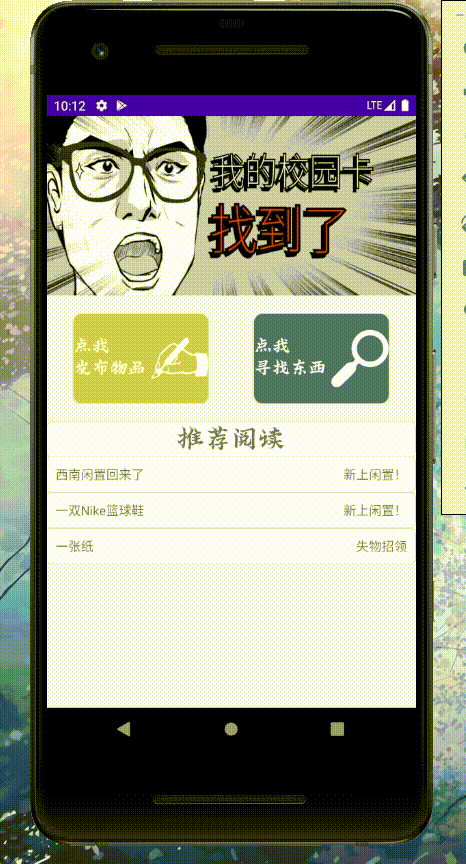 10:12
LTE
我的校园卡
找到了
点我
发布物品
点我
寻找东西
推荐阅读
西南闲置回来了 新上闲置！
一双Nike篮球鞋 新上闲置！
一张纸 失物招领